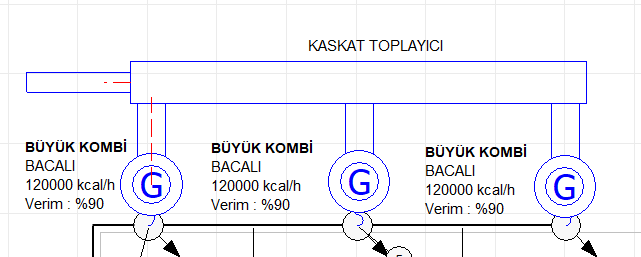 KASKAT TOPLAYICI
BÜYÜK KOMBİ
BACALI
120000 kcal/h
Verim : %90
G
BÜYÜK KOMBİ
BACALI
120000 kcal/h
Verim : %90
G
BÜYÜK KOMBİ
BACALI
120000 kcal/h
Verim : %90
G